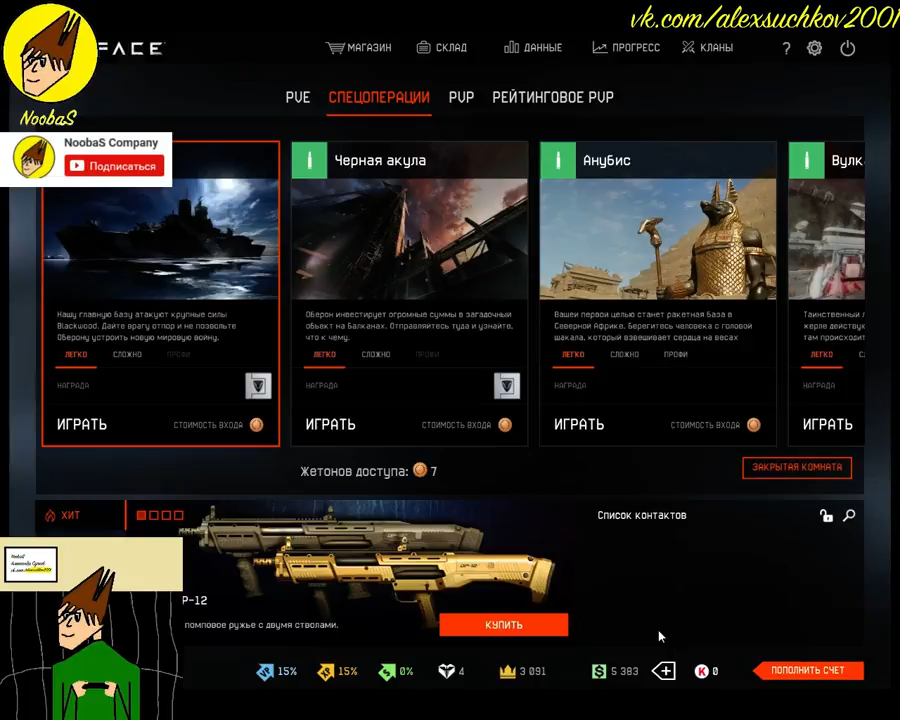 vk.com/alexsuchkov2001
FACE
МАГАЗИН
СКЛАД
ДАННЫЕ
ПРОГРЕСС
КЛАНЫ
?
NoobaS
PVE
СПЕЦОПЕРАЦИИ
PVP
РЕЙТИНГОВОЕ PVP
NoobaS Company
Подписаться
Черная акула
Анубис
Вулк
Нашу главную базу атакуют крупные силы
Blackwood. Дайте врагу отпор и не позвольте
Оберону устроить новую мировую войну.
ЛЕГКО
СЛОЖНО
ПРОФИ
НАГРАДА
ИГРАТЬ
СТОИМОСТЬ ВХОДА
Оберон инвестирует огромные суммы в загадочный
объект на Балканах. Отправляйтесь туда и узнайте,
что к чему.
ЛЕГКО
СЛОЖНО
ПРОФИ
НАГРАДА
ИГРАТЬ
СТОИМОСТЬ ВХОДА
Вашей первой целью станет ракетная база в
Северной Африке. Берегитесь человека с головой
шакала, который взвешивает сердца на весах
ЛЕГКО
СЛОЖНО
ПРОФИ
НАГРАДА
ИГРАТЬ
СТОИМОСТЬ ВХОДА
Таинственный
жерле действу
там происходит
ЛЕГКО
НАГРАДА
ИГРАТЬ
Жетонов доступа: 7
ЗАКРЫТАЯ КОМНАТА
ХИТ
Список контактов
P-12
помповое ружье с двумя стволами.
КУПИТЬ
15%
15%
0%
4
3 091
5 383
K 0
ПОПОЛНИТЬ СЧЕТ